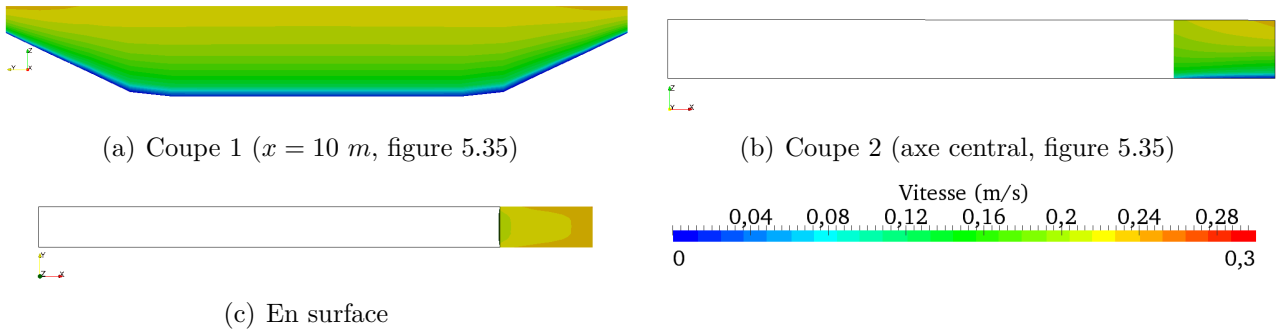 (a) Coupe 1 (x = 10 m, figure 5.35)
(b) Coupe 2 (axe central, figure 5.35)
Vitesse (m/s)
0,04 0,08 0,12 0,16 0,2 0,24 0,28
0 0,3
(c) En surface